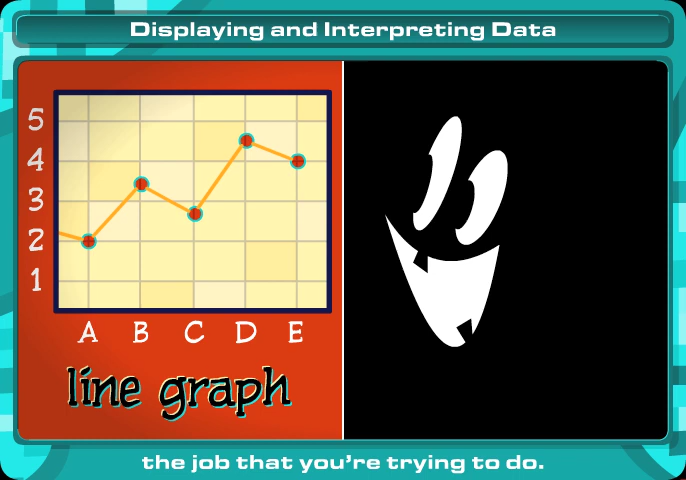 Displaying and Interpreting Data
5
4
3
2
1
A B C D E
line graph
the job that you're trying to do.